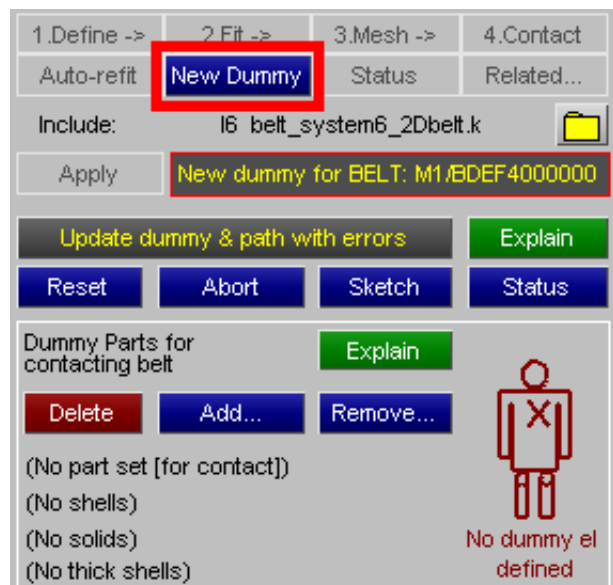 1.Define -> 2.Fit -> 3.Mesh -> 4.Contact
Auto-refit New Dummy Status Related...
Include: I6 belt_system6_2Dbelt.k
Apply New dummy for BELT: M1/BDEF4000000
Update dummy & path with errors Explain
Reset Abort Sketch Status
Dummy Parts for
contacting belt
Explain
Delete Add... Remove...
(No part set [for contact])
(No shells)
(No solids)
(No thick shells)
No dummy el
defined